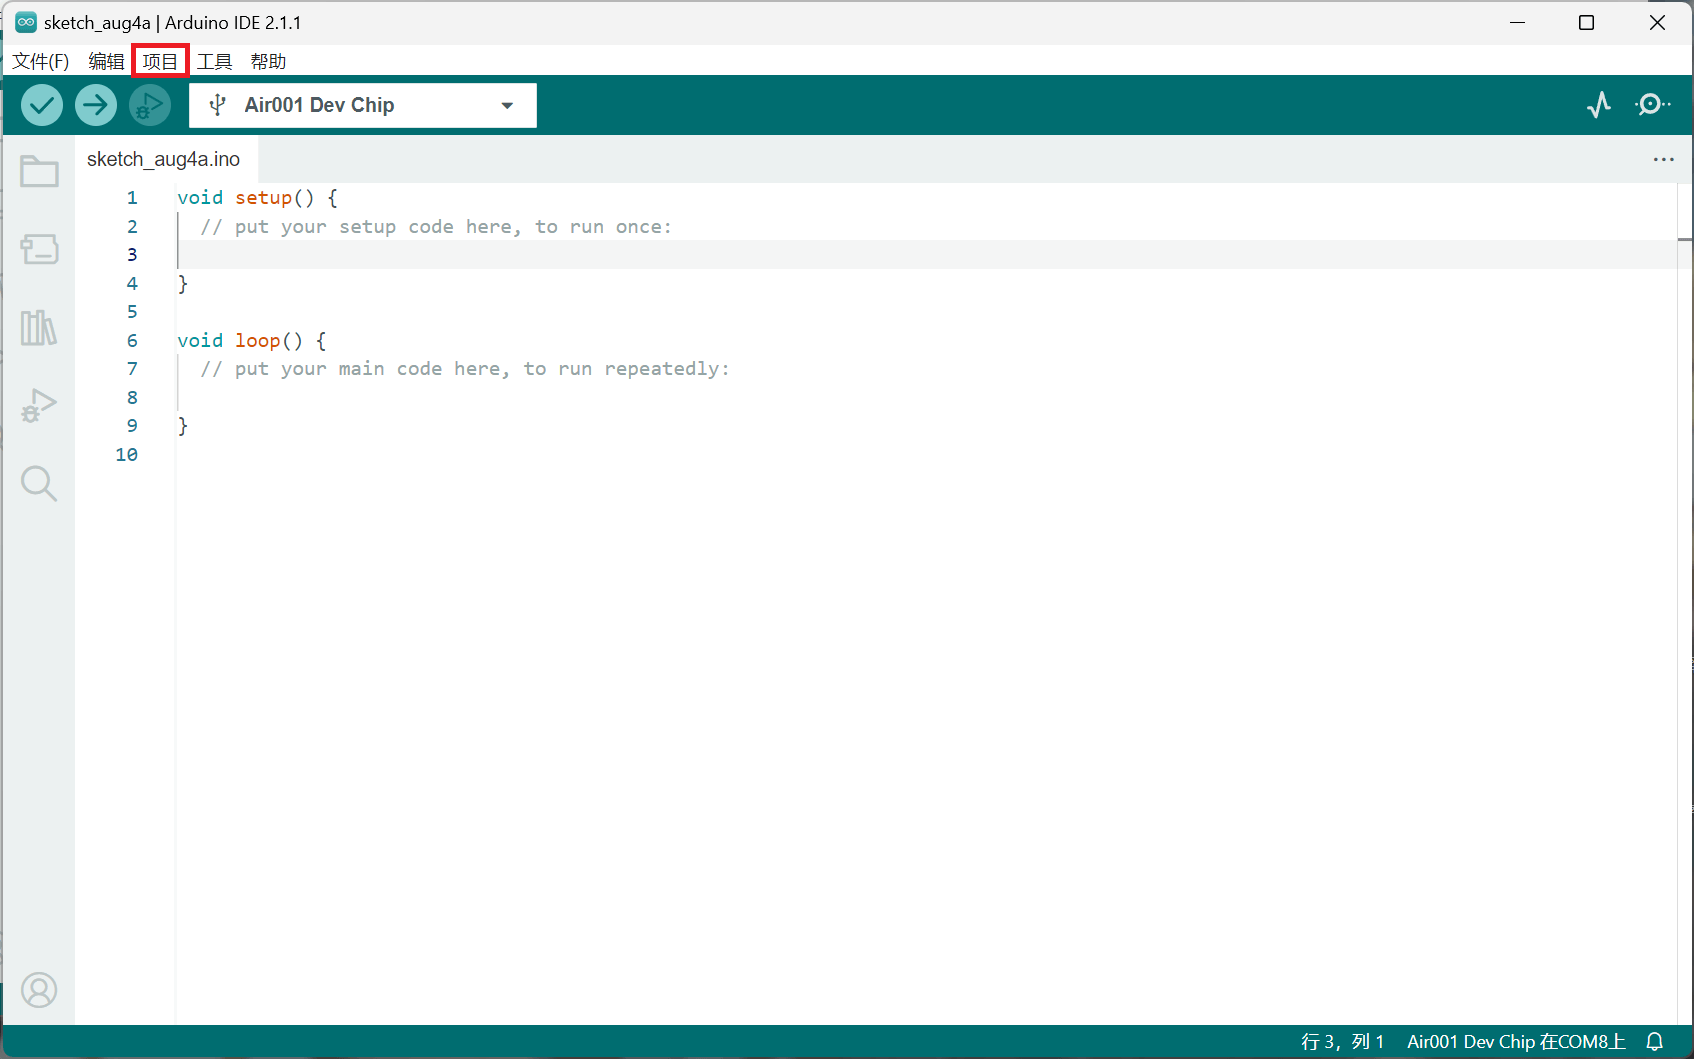 sketch_aug4a | Arduino IDE 2.1.1
文件(F) 编辑 项目 工具 帮助
Air001 Dev Chip
sketch_aug4a.ino
1 void setup() {
2 // put your setup code here, to run once:
3
4 }
5
6 void loop() {
7 // put your main code here, to run repeatedly:
8
9 }
10
行 3，列 1 Air001 Dev Chip 在COM8上